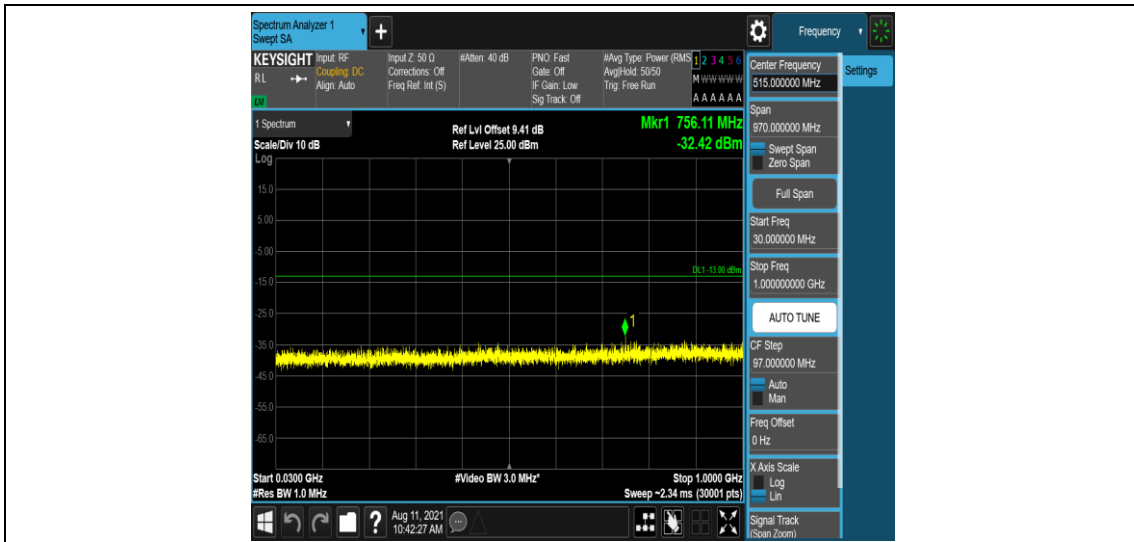 Spectrum Analyzer 1
Swept SA
+
Frequency
KEYSIGHT
RL
LM
Input: RF
Coupling: DC
Align: Auto
Input Z: 50 Ω
Corrections: Off
Freq Ref: Int (S)
#Atten: 40 dB
PNO: Fast
Gate: Off
IF Gain: Low
Sig Track: Off
#Avg Type: Power (RMS
Avg|Hold: 50/50
Trig: Free Run
1 2 3 4 5 6
M W W W W W
A A A A A A
1 Spectrum
Scale/Div 10 dB
Ref Lvl Offset 9.41 dB
Ref Level 25.00 dBm
Mkr1 756.11 MHz
-32.42 dBm
Log
15.0
5.00
-5.00
DL1 -13.00 dBm
-15.0
-25.0
1
-35.0
-45.0
-55.0
-65.0
Start 0.0300 GHz
#Res BW 1.0 MHz
#Video BW 3.0 MHz*
Stop 1.0000 GHz
Sweep ~2.34 ms (30001 pts)
?
Aug 11, 2021
10:42:27 AM
Center Frequency
515.000000 MHz
Settings
Span
970.000000 MHz
Swept Span
Zero Span
Full Span
Start Freq
30.000000 MHz
Stop Freq
1.000000000 GHz
AUTO TUNE
CF Step
97.000000 MHz
Auto
Man
Freq Offset
0 Hz
X Axis Scale
Log
Lin
Signal Track
(Span Zoom)